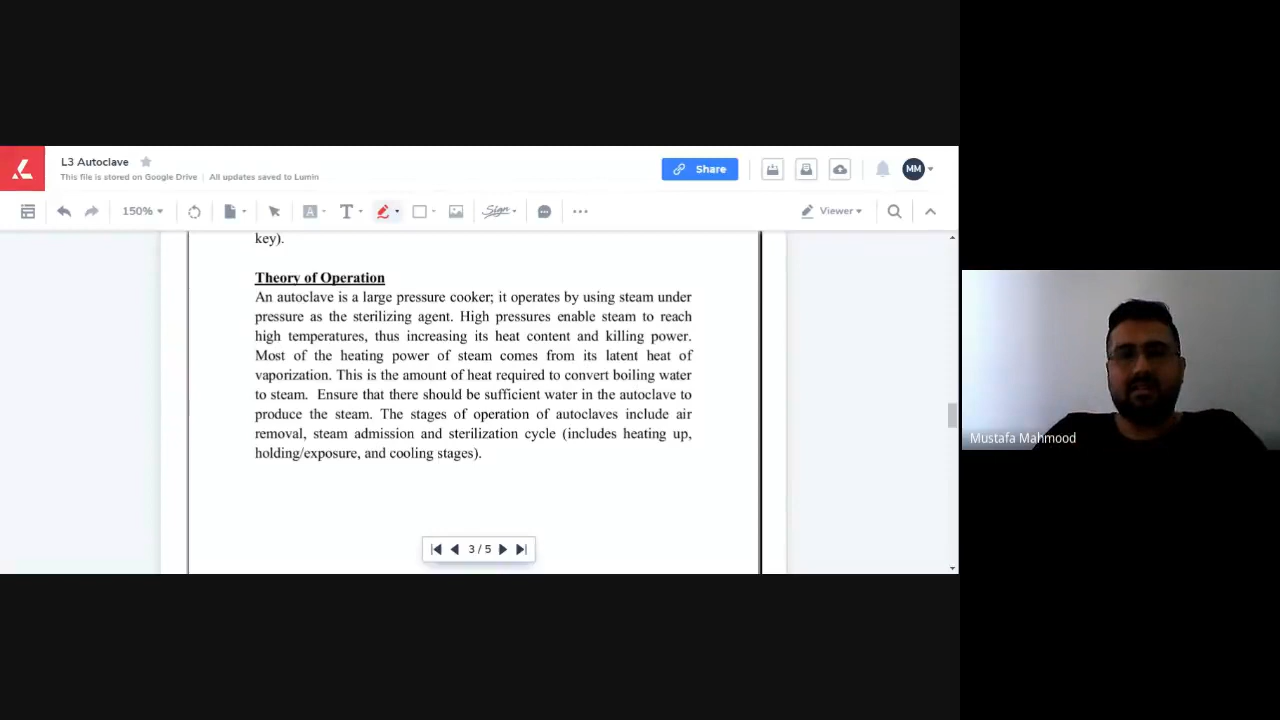 L3 Autoclave
This file is stored on Google Drive | All updates saved to Lumin
Share
MM
150%
T
Sign
Viewer
key).
Theory of Operation
An autoclave is a large pressure cooker; it operates by using steam under
pressure as the sterilizing agent. High pressures enable steam to reach
high temperatures, thus increasing its heat content and killing power.
Most of the heating power of steam comes from its latent heat of
vaporization. This is the amount of heat required to convert boiling water
to steam.  Ensure that there should be sufficient water in the autoclave to
produce the steam. The stages of operation of autoclaves include air
removal, steam admission and sterilization cycle (includes heating up,
holding/exposure, and cooling stages).
3 / 5
Mustafa Mahmood